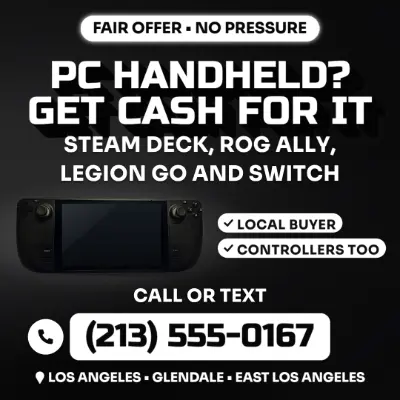 FAIR OFFER • NO PRESSURE
PC HANDHELD?
GET CASH FOR IT
STEAM DECK, ROG ALLY,
LEGION GO AND SWITCH
✓ LOCAL BUYER
✓ CONTROLLERS TOO
CALL OR TEXT
(213) 555-0167
LOS ANGELES • GLENDALE • EAST LOS ANGELES